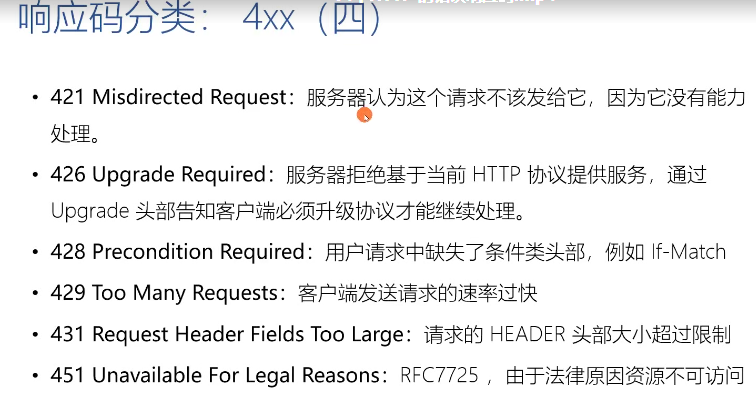 响应码分类： 4xx（四）
• 421 Misdirected Request：服务器认为这个请求不该发给它，因为它没有能力
处理。
• 426 Upgrade Required：服务器拒绝基于当前 HTTP 协议提供服务，通过
Upgrade 头部告知客户端必须升级协议才能继续处理。
• 428 Precondition Required：用户请求中缺失了条件类头部，例如 If-Match
• 429 Too Many Requests：客户端发送请求的速率过快
• 431 Request Header Fields Too Large：请求的 HEADER 头部大小超过限制
• 451 Unavailable For Legal Reasons：RFC7725 ，由于法律原因资源不可访问